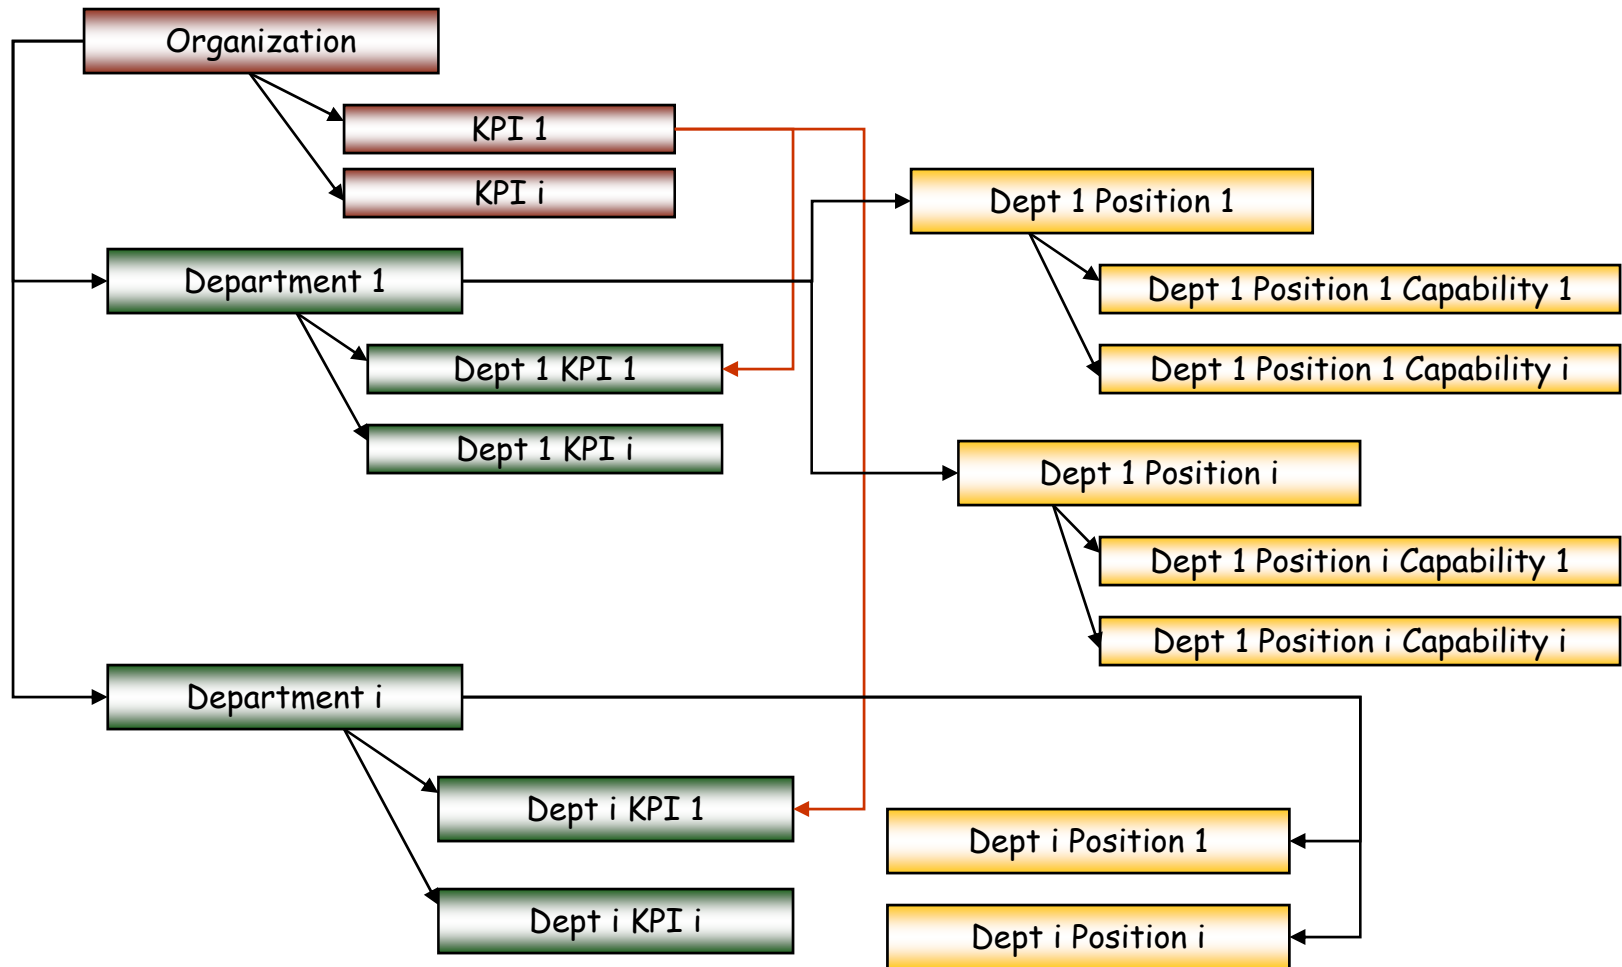 Organization
KPI 1
KPI i
Department 1
Dept 1 KPI 1
Dept 1 KPI i
Department i
Dept i KPI 1
Dept i KPI i
Dept 1 Position 1
Dept 1 Position 1 Capability 1
Dept 1 Position 1 Capability i
Dept 1 Position i
Dept 1 Position i Capability 1
Dept 1 Position i Capability i
Dept i Position 1
Dept i Position i